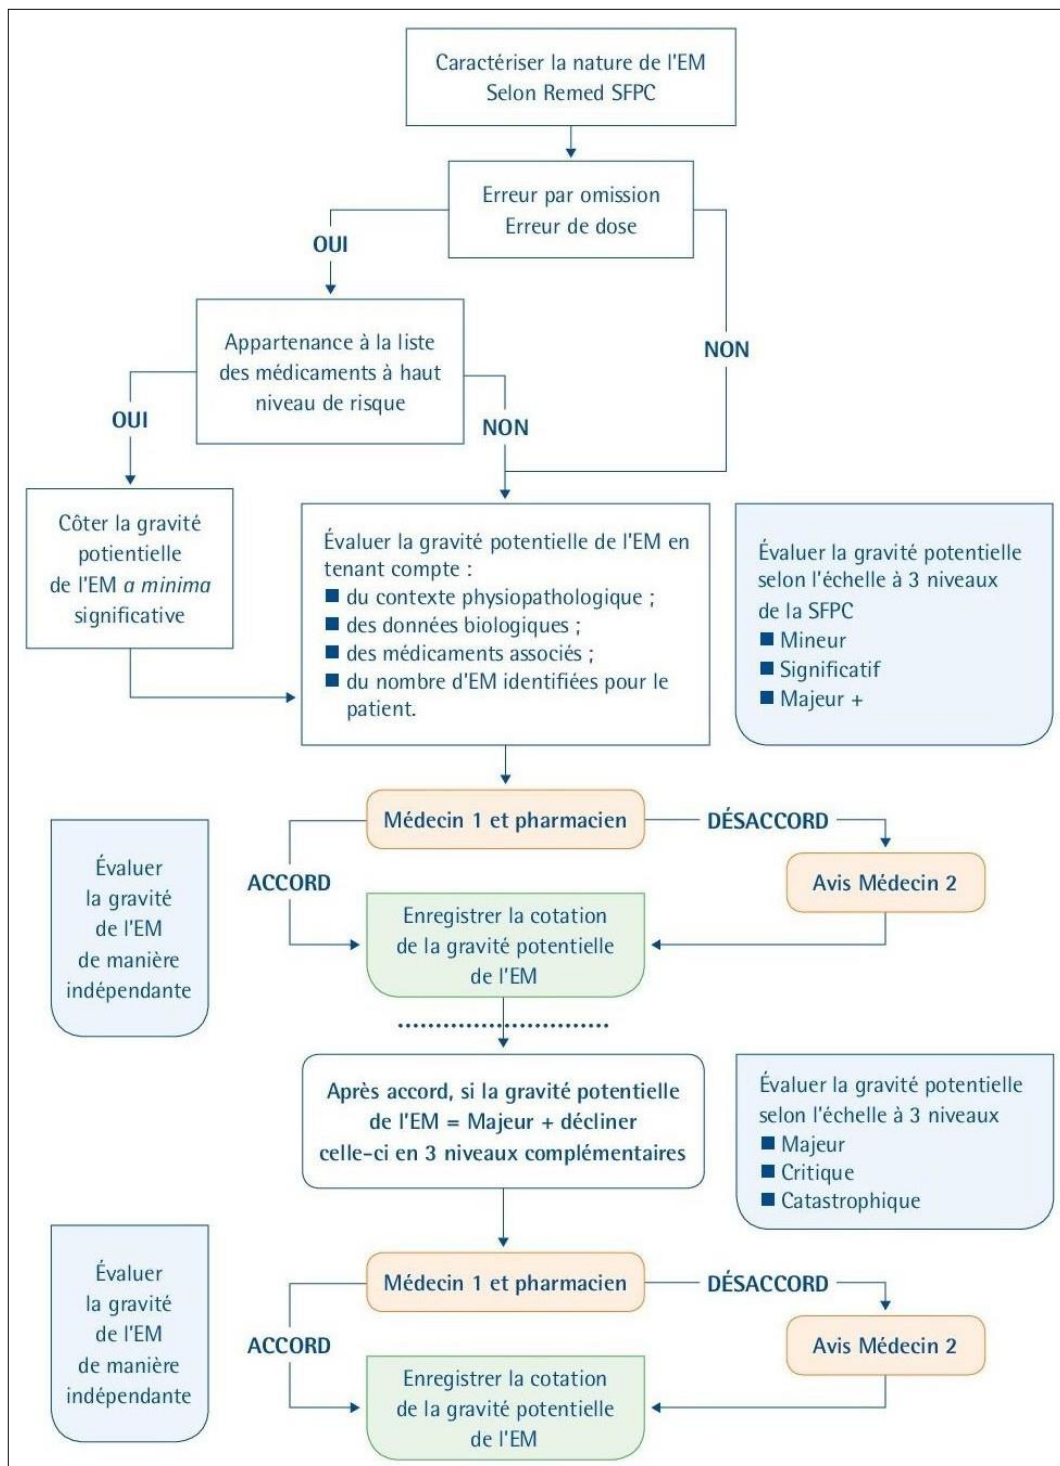 Caractériser la nature de l'EM
Selon Remed SFPC
Erreur par omission
Erreur de dose
OUI
NON
Appartenance à la liste
des médicaments à haut
niveau de risque
OUI
NON
Côter la gravité
potientielle
de l'EM a minima
significative
Évaluer la gravité potentielle de l'EM en
tenant compte :
■ du contexte physiopathologique ;
■ des données biologiques ;
■ des médicaments associés ;
■ du nombre d'EM identifiées pour le
patient.
Évaluer la gravité potentielle
selon l'échelle à 3 niveaux
de la SFPC
■ Mineur
■ Significatif
■ Majeur +
Médecin 1 et pharmacien
DÉSACCORD
Évaluer
la gravité
de l'EM
de manière
indépendante
ACCORD
Avis Médecin 2
Enregistrer la cotation
de la gravité potentielle
de l'EM
Après accord, si la gravité potentielle
de l'EM = Majeur + décliner
celle-ci en 3 niveaux complémentaires
Évaluer la gravité potentielle
selon l'échelle à 3 niveaux
■ Majeur
■ Critique
■ Catastrophique
Médecin 1 et pharmacien
DÉSACCORD
Évaluer
la gravité
de l'EM
de manière
indépendante
ACCORD
Avis Médecin 2
Enregistrer la cotation
de la gravité potentielle
de l'EM